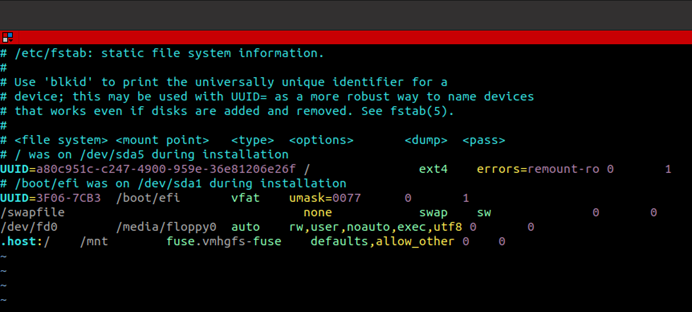 # /etc/fstab: static file system information.
#
# Use 'blkid' to print the universally unique identifier for a
# device; this may be used with UUID= as a more robust way to name devices
# that works even if disks are added and removed. See fstab(5).
#
# <file system> <mount point>   <type>  <options>       <dump>  <pass>
# / was on /dev/sda5 during installation
UUID=a80c951c-c247-4900-959e-36e81206e26f /               ext4    errors=remount-ro 0       1
# /boot/efi was on /dev/sda1 during installation
UUID=3F06-7CB3  /boot/efi       vfat    umask=0077      0       1
/swapfile                                 none            swap    sw              0       0
/dev/fd0        /media/floppy0  auto    rw,user,noauto,exec,utf8 0       0
.host:/    /mnt        fuse.vmhgfs-fuse    defaults,allow_other 0    0
~
~
~
~